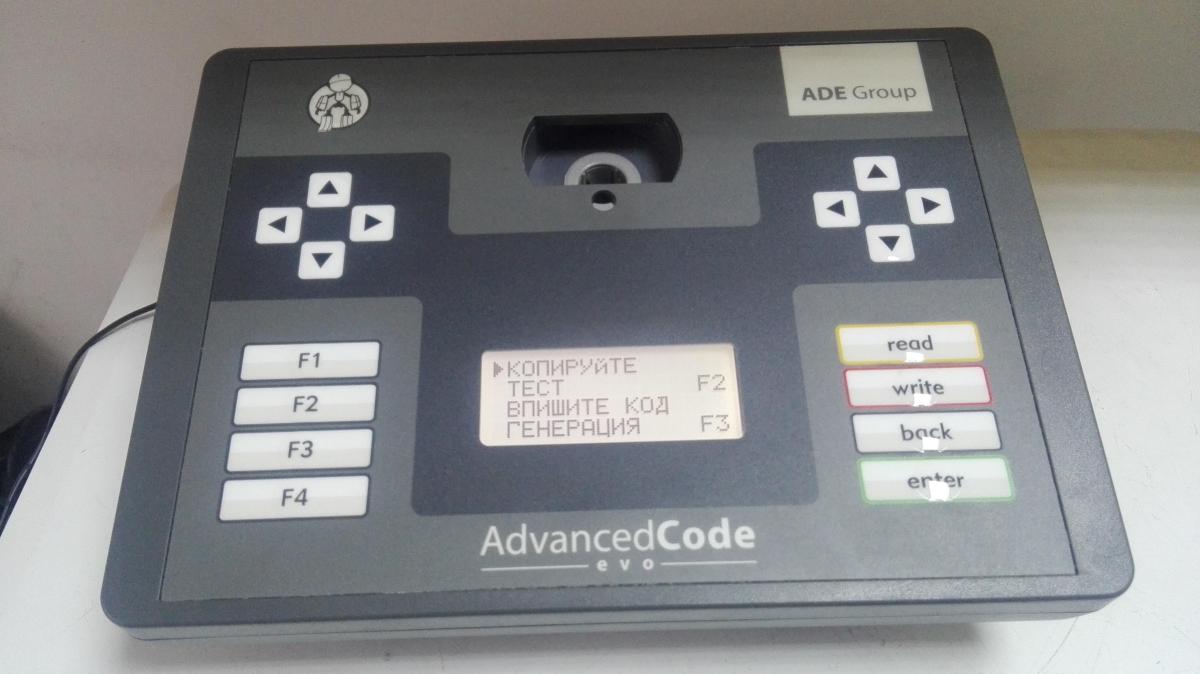 ADE Group
F1
F2
F3
F4
КОПИРУЙТЕ
ТЕСТ F2
ВПИШИТЕ КОД
ГЕНЕРАЦИЯ F3
read
write
back
enter
AdvancedCode
evo